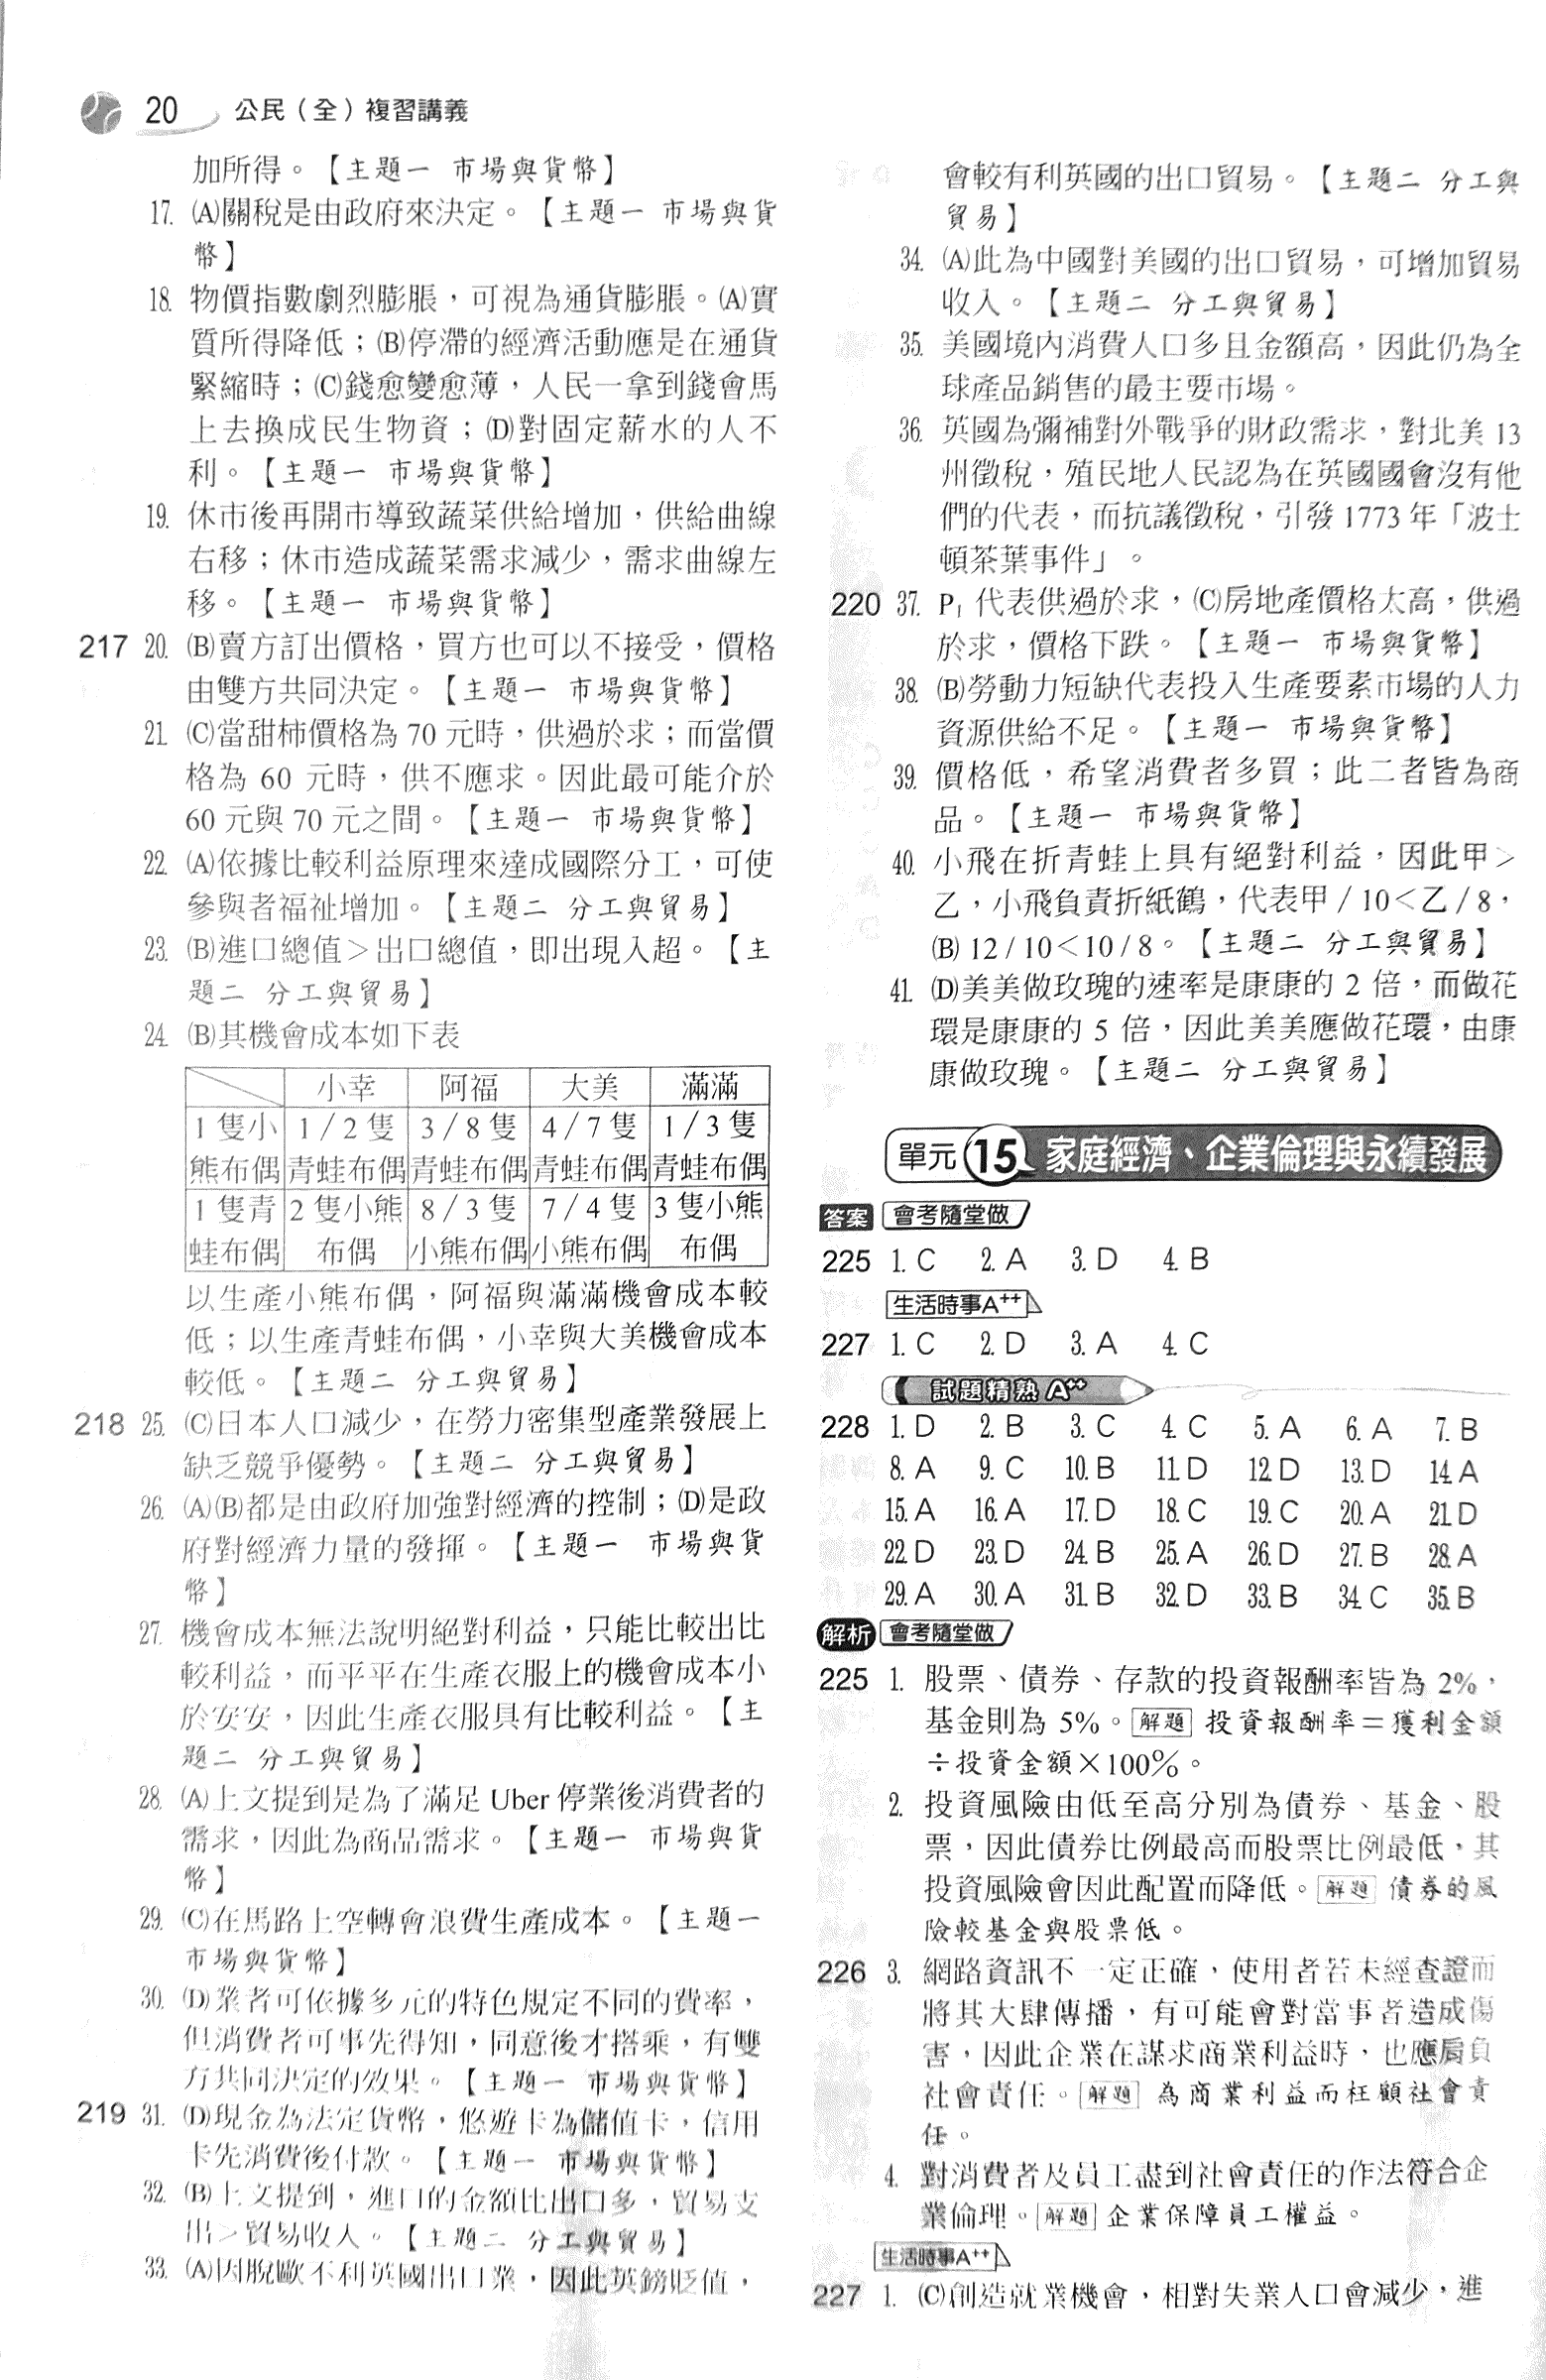 20 公民（全）複習講義
加所得。【主題一 市場與貨幣】
17. (A)關稅是由政府來決定。【主題一 市場與貨
幣】
18. 物價指數劇烈膨脹，可視為通貨膨脹。(A)實
質所得降低；(B)停滯的經濟活動應是在通貨
緊縮時；(C)錢愈變愈薄，人民一拿到錢會馬
上去換成民生物資；(D)對固定薪水的人不
利。【主題一 市場與貨幣】
19. 休市後再開市導致蔬菜供給增加，供給曲線
右移；休市造成蔬菜需求減少，需求曲線左
移。【主題一 市場與貨幣】
217 20. (B)賣方訂出價格，買方也可以不接受，價格
由雙方共同決定。【主題一 市場與貨幣】
21. (C)當甜柿價格為 70 元時，供過於求；而當價
格為 60 元時，供不應求。因此最可能介於
60 元與 70 元之間。【主題一 市場與貨幣】
22. (A)依據比較利益原理來達成國際分工，可使
參與者福祉增加。【主題二 分工與貿易】
23. (B)進口總值＞出口總值，即出現入超。【主
題二 分工與貿易】
24. (B)其機會成本如下表
小幸 阿福 大美 滿滿
1 隻小 1 / 2 隻 3 / 8 隻 4 / 7 隻 1 / 3 隻
熊布偶 青蛙布偶 青蛙布偶 青蛙布偶 青蛙布偶
1 隻青 2 隻小熊 8 / 3 隻 7 / 4 隻 3 隻小熊
蛙布偶 布偶 小熊布偶 小熊布偶 布偶
以生產小熊布偶，阿福與滿滿機會成本較
低；以生產青蛙布偶，小幸與大美機會成本
較低。【主題二 分工與貿易】
218 25. (C)日本人口減少，在勞力密集型產業發展上
缺乏競爭優勢。【主題二 分工與貿易】
26. (A)(B)都是由政府加強對經濟的控制；(D)是政
府對經濟力量的發揮。【主題一 市場與貨
幣】
27. 機會成本無法說明絕對利益，只能比較出比
較利益，而平平在生產衣服上的機會成本小
於安安，因此生產衣服具有比較利益。【主
題二 分工與貿易】
28. (A)上文提到是為了滿足 Uber 停業後消費者的
需求，因此為商品需求。【主題一 市場與貨
幣】
29. (C)在馬路上空轉會浪費生產成本。【主題一
市場與貨幣】
30. (D)業者可依據多元的特色規定不同的費率，
但消費者可事先得知，同意後才搭乘，有雙
方共同決定的效果。【主題一 市場與貨幣】
219 31. (D)現金為法定貨幣，悠遊卡為儲值卡，信用
卡先消費後付款。【主題一 市場與貨幣】
32. (B)上文提到，進口的金額比出口多，貿易支
出＞貿易收入。【主題二 分工與貿易】
33. (A)因脫歐不利英國出口業，因此英鎊貶值，
會較有利英國的出口貿易。【主題二 分工與
貿易】
34. (A)此為中國對美國的出口貿易，可增加貿易
收入。【主題二 分工與貿易】
35. 美國境內消費人口多且金額高，因此仍為全
球產品銷售的最主要市場。
36. 英國為彌補對外戰爭的財政需求，對北美 13
州徵稅，殖民地人民認為在英國國會沒有他
們的代表，而抗議徵稅，引發 1773 年「波士
頓茶葉事件」。
220 37. P₁ 代表供過於求，(C)房地產價格太高，供過
於求，價格下跌。【主題一 市場與貨幣】
38. (B)勞動力短缺代表投入生產要素市場的人力
資源供給不足。【主題一 市場與貨幣】
39. 價格低，希望消費者多買；此二者皆為商
品。【主題一 市場與貨幣】
40. 小飛在折青蛙上具有絕對利益，因此甲＞
乙，小飛負責折紙鶴，代表甲 / 10＜乙 / 8，
(B) 12 / 10＜10 / 8。【主題二 分工與貿易】
41. (D)美美做玫瑰的速率是康康的 2 倍，而做花
環是康康的 5 倍，因此美美應做花環，由康
康做玫瑰。【主題二 分工與貿易】
單元 15 家庭經濟、企業倫理與永續發展
答案 會考隨堂做
225 1. C 2. A 3. D 4. B
生活時事A++
227 1. C 2. D 3. A 4. C
試題精熟 A++
228 1. D 2. B 3. C 4. C 5. A 6. A 7. B
8. A 9. C 10. B 11. D 12. D 13. D 14. A
15. A 16. A 17. D 18. C 19. C 20. A 21. D
22. D 23. D 24. B 25. A 26. D 27. B 28. A
29. A 30. A 31. B 32. D 33. B 34. C 35. B
解析 會考隨堂做
225 1. 股票、債券、存款的投資報酬率皆為 2%，
基金則為 5%。解題 投資報酬率＝獲利金額
÷投資金額×100%。
2. 投資風險由低至高分別為債券、基金、股
票，因此債券比例最高而股票比例最低，其
投資風險會因此配置而降低。解題 債券的風
險較基金與股票低。
226 3. 網路資訊不一定正確，使用者若未經查證而
將其大肆傳播，有可能會對當事者造成傷
害，因此企業在謀求商業利益時，也應肩負
社會責任。解題 為商業利益而枉顧社會責
任。
4. 對消費者及員工盡到社會責任的作法符合企
業倫理。解題 企業保障員工權益。
生活時事A++
227 1. (C)創造就業機會，相對失業人口會減少，進